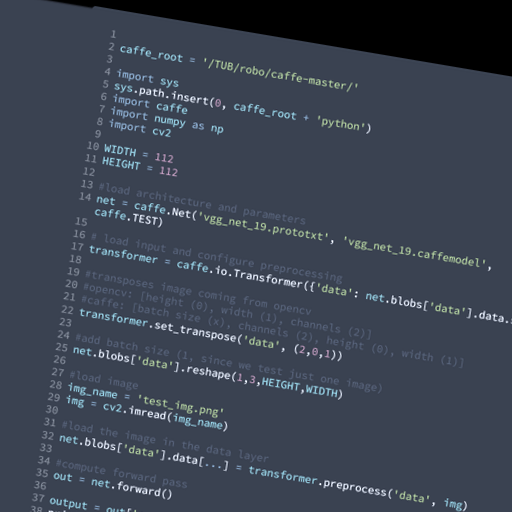 1
2 caffe_root = '/TUB/robo/caffe-master/'
3
4 import sys
5 sys.path.insert(0, caffe_root + 'python')
6 import caffe
7 import numpy as np
8 import cv2
9
10 WIDTH = 112
11 HEIGHT = 112
12
13 #load architecture and parameters
14 net = caffe.Net('vgg_net_19.prototxt', 'vgg_net_19.caffemodel',
caffe.TEST)
15
16 # load input and configure preprocessing
17 transformer = caffe.io.Transformer({'data': net.blobs['data'].data.
18
19 #transposes image coming from opencv
20 #opencv: [height (0), width (1), channels (2)]
21 #caffe: [batch size (x), channels (2), height (0), width (1)]
22 transformer.set_transpose('data', (2,0,1))
23
24 #add batch size (1, since we test just one image)
25 net.blobs['data'].reshape(1,3,HEIGHT,WIDTH)
26
27 #load image
28 img_name = 'test_img.png'
29 img = cv2.imread(img_name)
30
31 #load the image in the data layer
32 net.blobs['data'].data[...] = transformer.preprocess('data', img)
33
34 #compute forward pass
35 out = net.forward()
36
37 output =
38